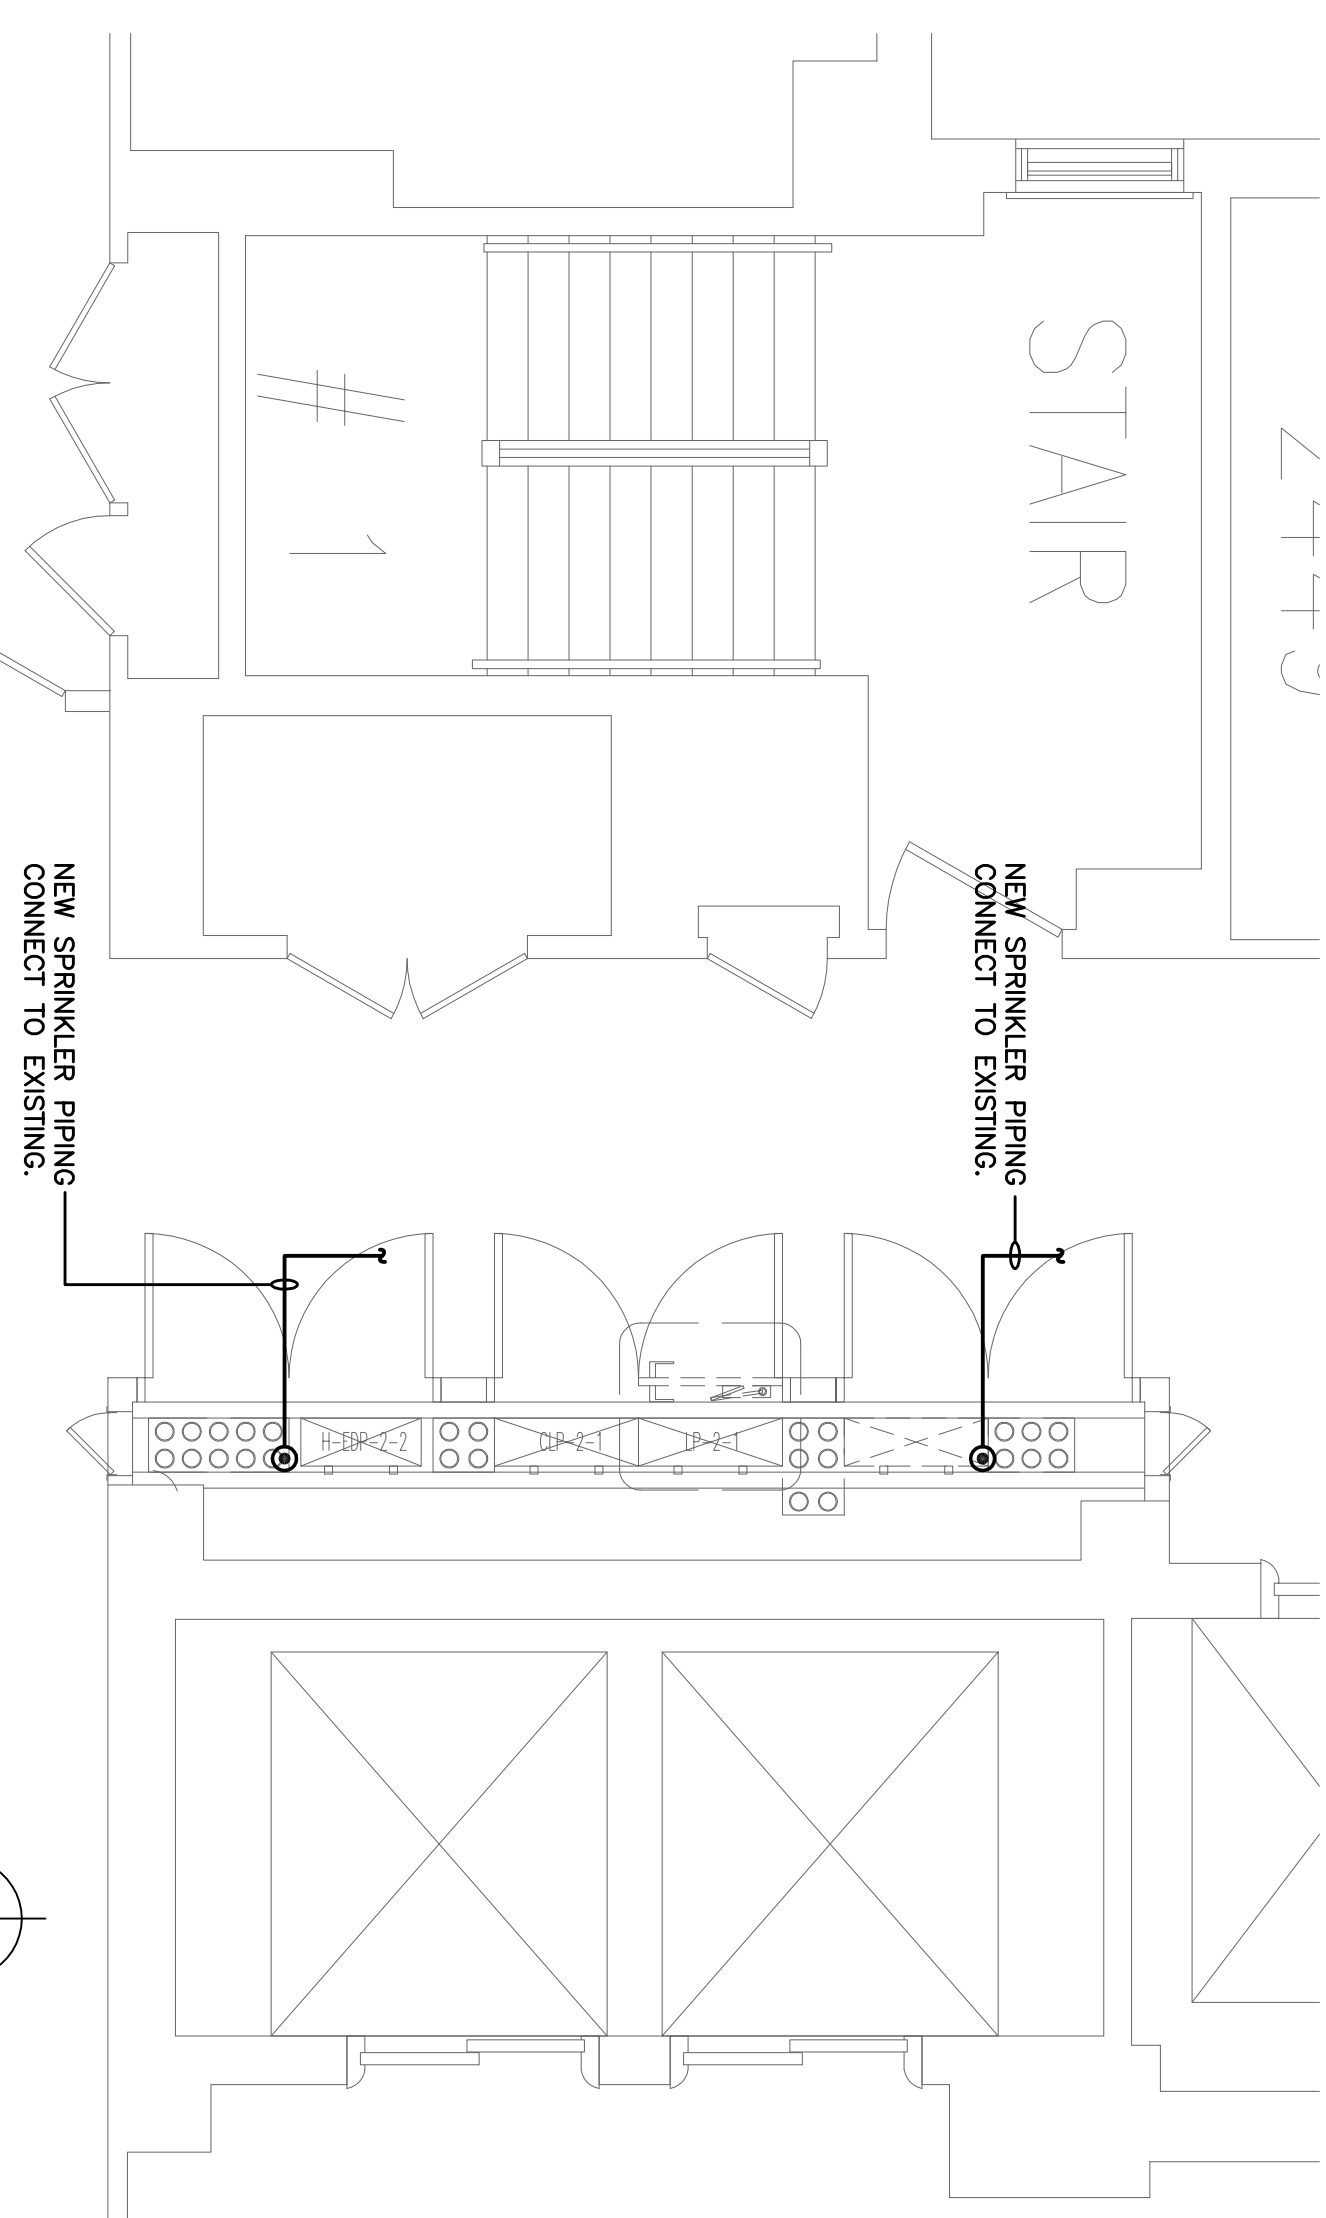 STAIR
# 1
NEW SPRINKLER PIPING
CONNECT TO EXISTING.
NEW SPRINKLER PIPING
CONNECT TO EXISTING.
H-EDP-2-2
CLP-2-1
LP-2-1